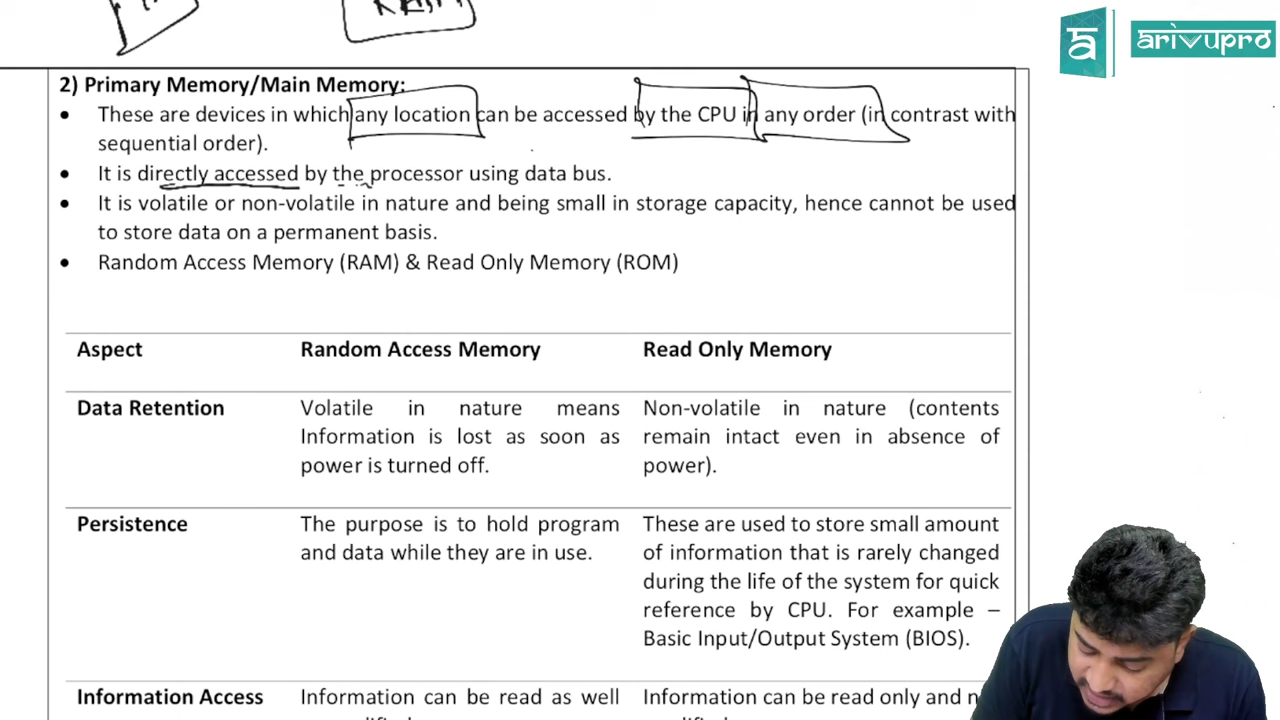 arivupro
2) Primary Memory/Main Memory:
• These are devices in which any location can be accessed by the CPU in any order (in contrast with
sequential order).
• It is directly accessed by the processor using data bus.
• It is volatile or non-volatile in nature and being small in storage capacity, hence cannot be used
to store data on a permanent basis.
• Random Access Memory (RAM) & Read Only Memory (ROM)
Aspect Random Access Memory Read Only Memory
Data Retention Volatile in nature means Non-volatile in nature (contents
Information is lost as soon as remain intact even in absence of
power is turned off. power).
Persistence The purpose is to hold program These are used to store small amount
and data while they are in use. of information that is rarely changed
during the life of the system for quick
reference by CPU. For example –
Basic Input/Output System (BIOS).
Information Access Information can be read as well Information can be read only and